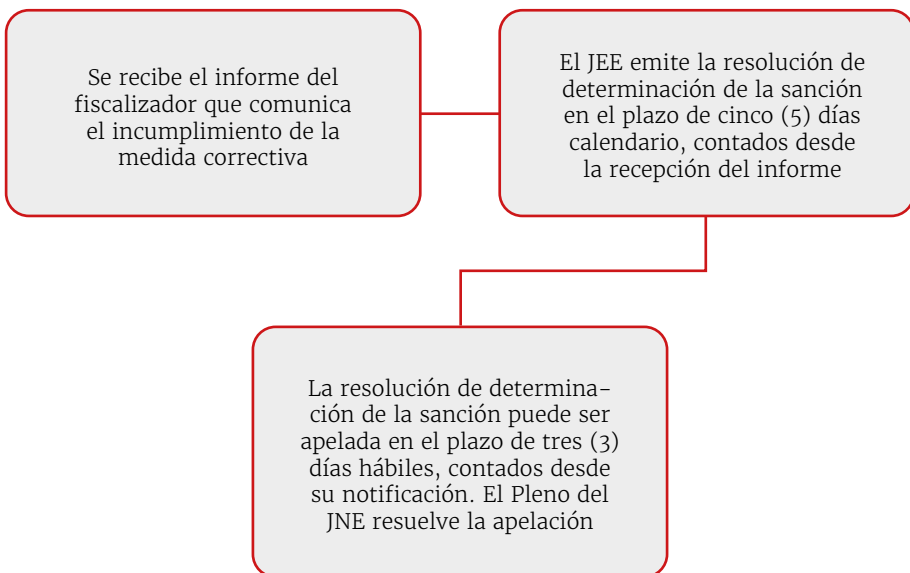 Se recibe el informe del
fiscalizador que comunica
el incumplimiento de la
medida correctiva
El JEE emite la resolución de
determinación de la sanción
en el plazo de cinco (5) días
calendario, contados desde
la recepción del informe
La resolución de determina-
ción de la sanción puede ser
apelada en el plazo de tres (3)
días hábiles, contados desde
su notificación. El Pleno del
JNE resuelve la apelación